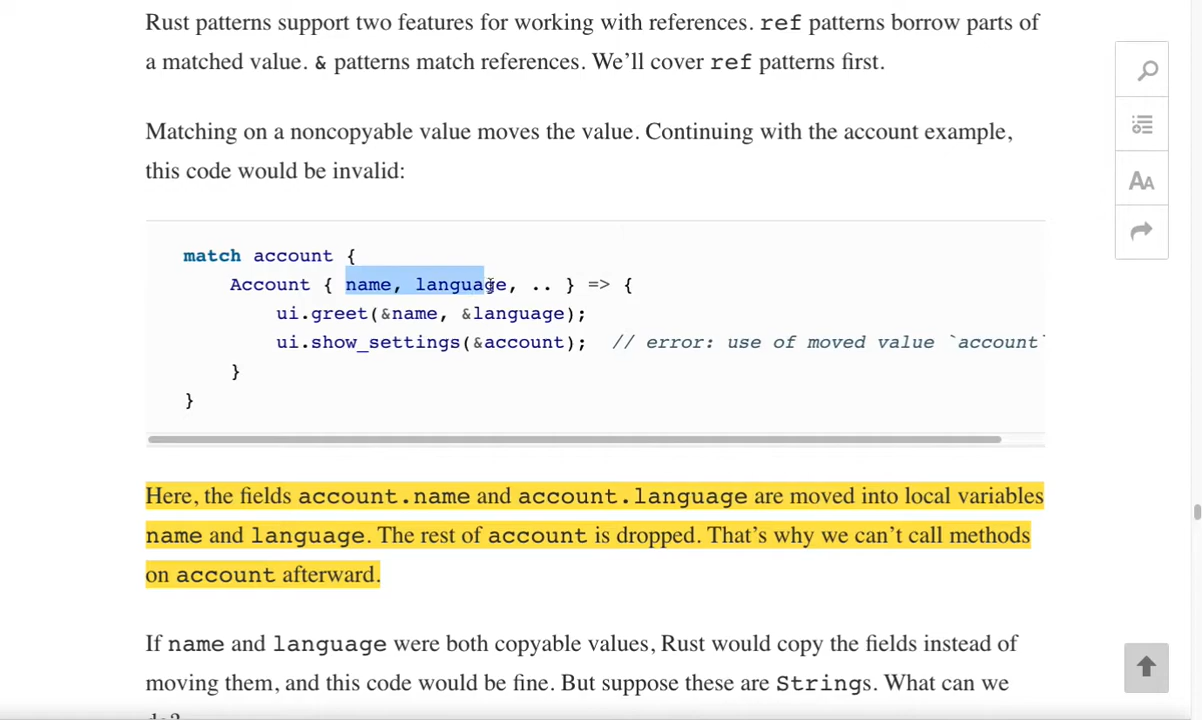 Rust patterns support two features for working with references. ref patterns borrow parts of
a matched value. & patterns match references. We’ll cover ref patterns first.
Matching on a noncopyable value moves the value. Continuing with the account example,
this code would be invalid:
match account {
    Account { name, language, .. } => {
        ui.greet(&name, &language);
        ui.show_settings(&account);  // error: use of moved value `account`
    }
}
Here, the fields account.name and account.language are moved into local variables
name and language. The rest of account is dropped. That’s why we can’t call methods
on account afterward.
If name and language were both copyable values, Rust would copy the fields instead of
moving them, and this code would be fine. But suppose these are Strings. What can we
do?
AA